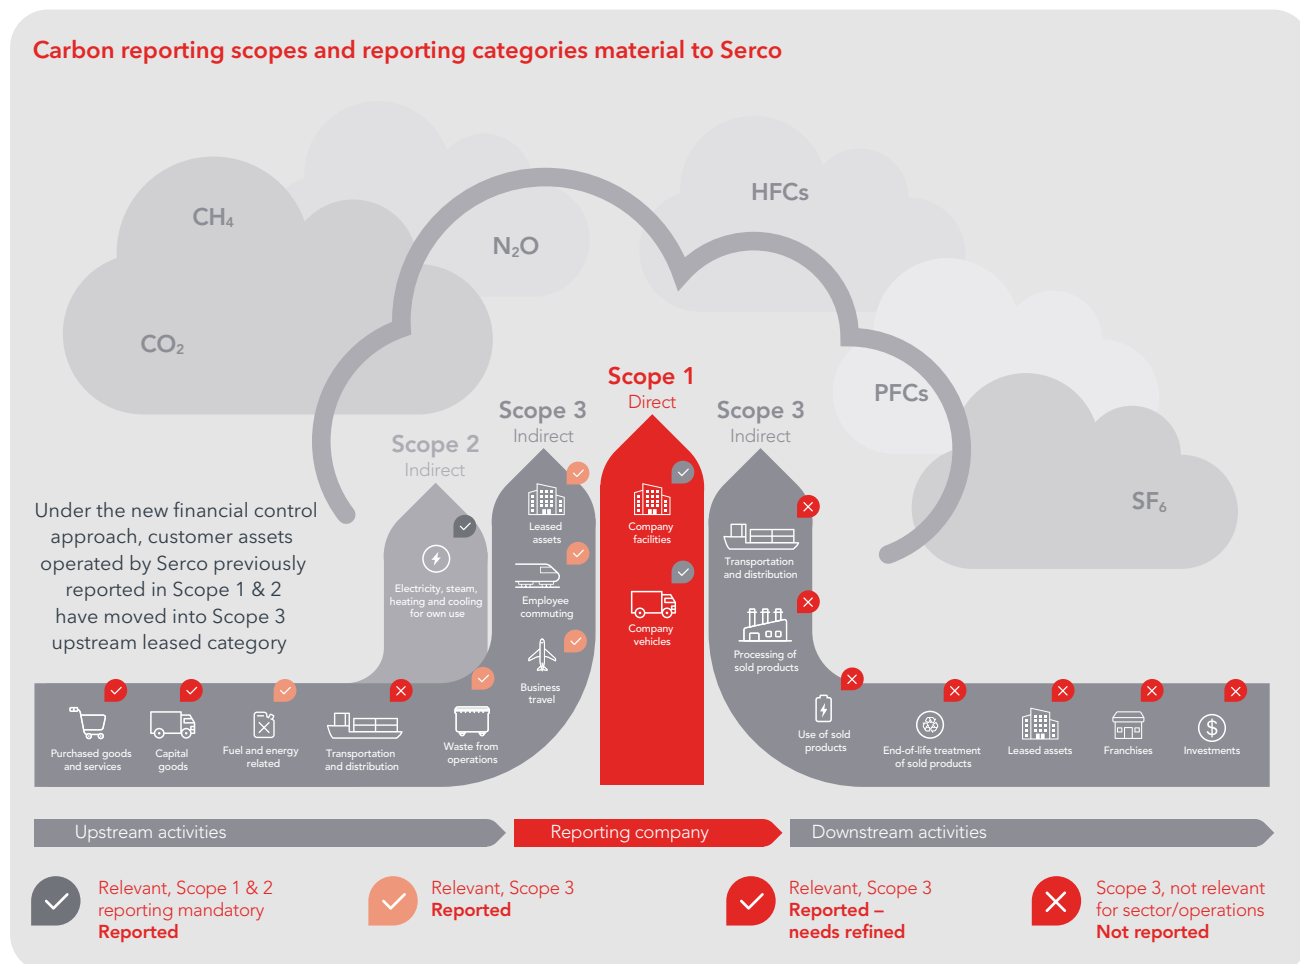 Carbon reporting scopes and reporting categories material to Serco
HFCs
CH₄
N₂O
CO₂
PFCs
SF₆
Scope 1
Direct
Scope 3
Indirect
Scope 3
Indirect
Scope 2
Indirect
Under the new financial control
approach, customer assets
operated by Serco previously
reported in Scope 1 & 2
have moved into Scope 3
upstream leased category
Electricity, steam,
heating and cooling
for own use
Leased
assets
Employee
commuting
Business
travel
Company
facilities
Company
vehicles
Transportation
and distribution
Processing of
sold products
Purchased goods
and services
Capital
goods
Fuel and energy
related
Transportation
and distribution
Waste from
operations
Use of sold
products
End-of-life treatment
of sold products
Leased assets
Franchises
Investments
Upstream activities
Reporting company
Downstream activities
Relevant, Scope 1 & 2
reporting mandatory
Reported
Relevant, Scope 3
Reported
Relevant, Scope 3
Reported –
needs refined
Scope 3, not relevant
for sector/operations
Not reported